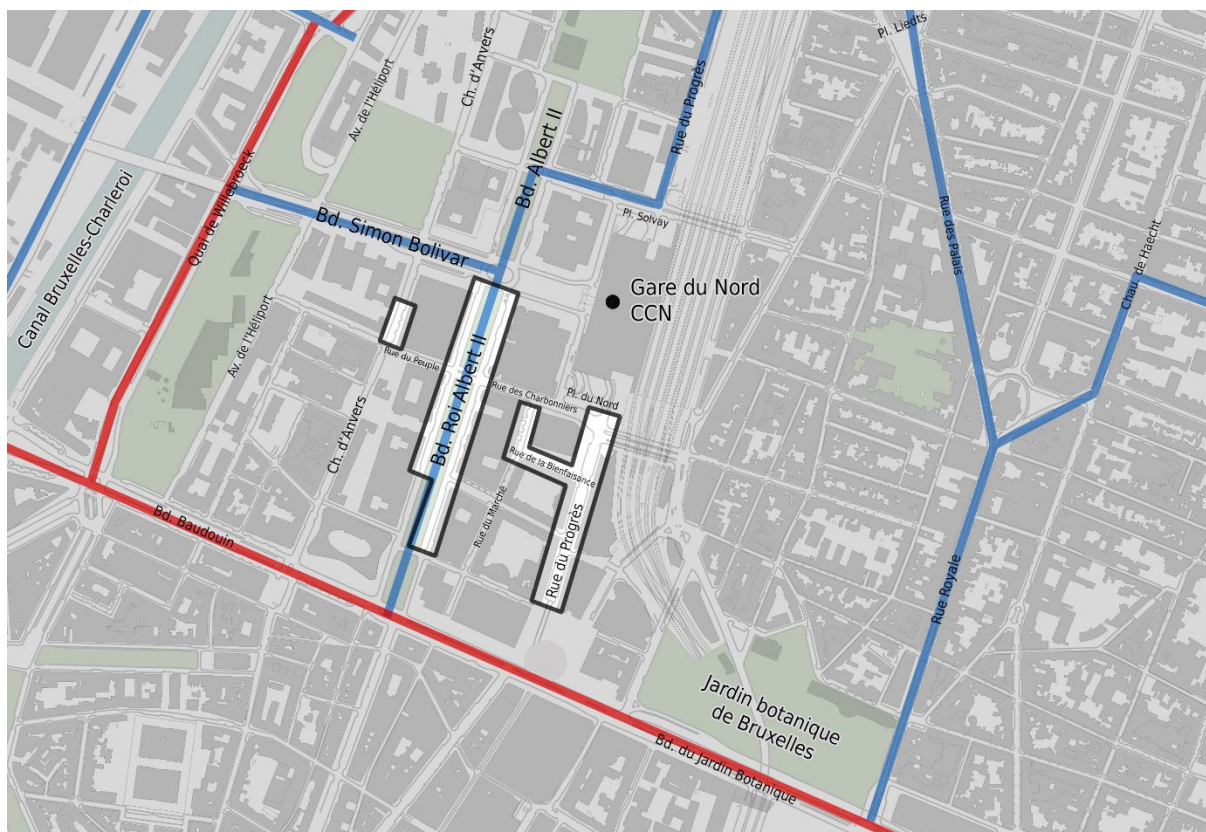 Pl. Liedts
Ch. d'Anvers
Av. de l'Héliport
Rue du Progrès
Bd. Albert II
Quai de Willebroeck
Canal Bruxelles-Charleroi
Bd. Simon Bolivar
Pl. Solvay
Rue des Palais
Chau. de Haecht
Gare du Nord
CCN
Av. de l'Héliport
Rue du Peuple
Bd. Roi Albert II
Rue des Charbonniers
Pl. du Nord
Ch. d'Anvers
Rue de la Bienfaisance
Rue du Marché
Bd. Baudouin
Rue du Progrès
Rue Royale
Jardin botanique
de Bruxelles
Bd. du Jardin Botanique